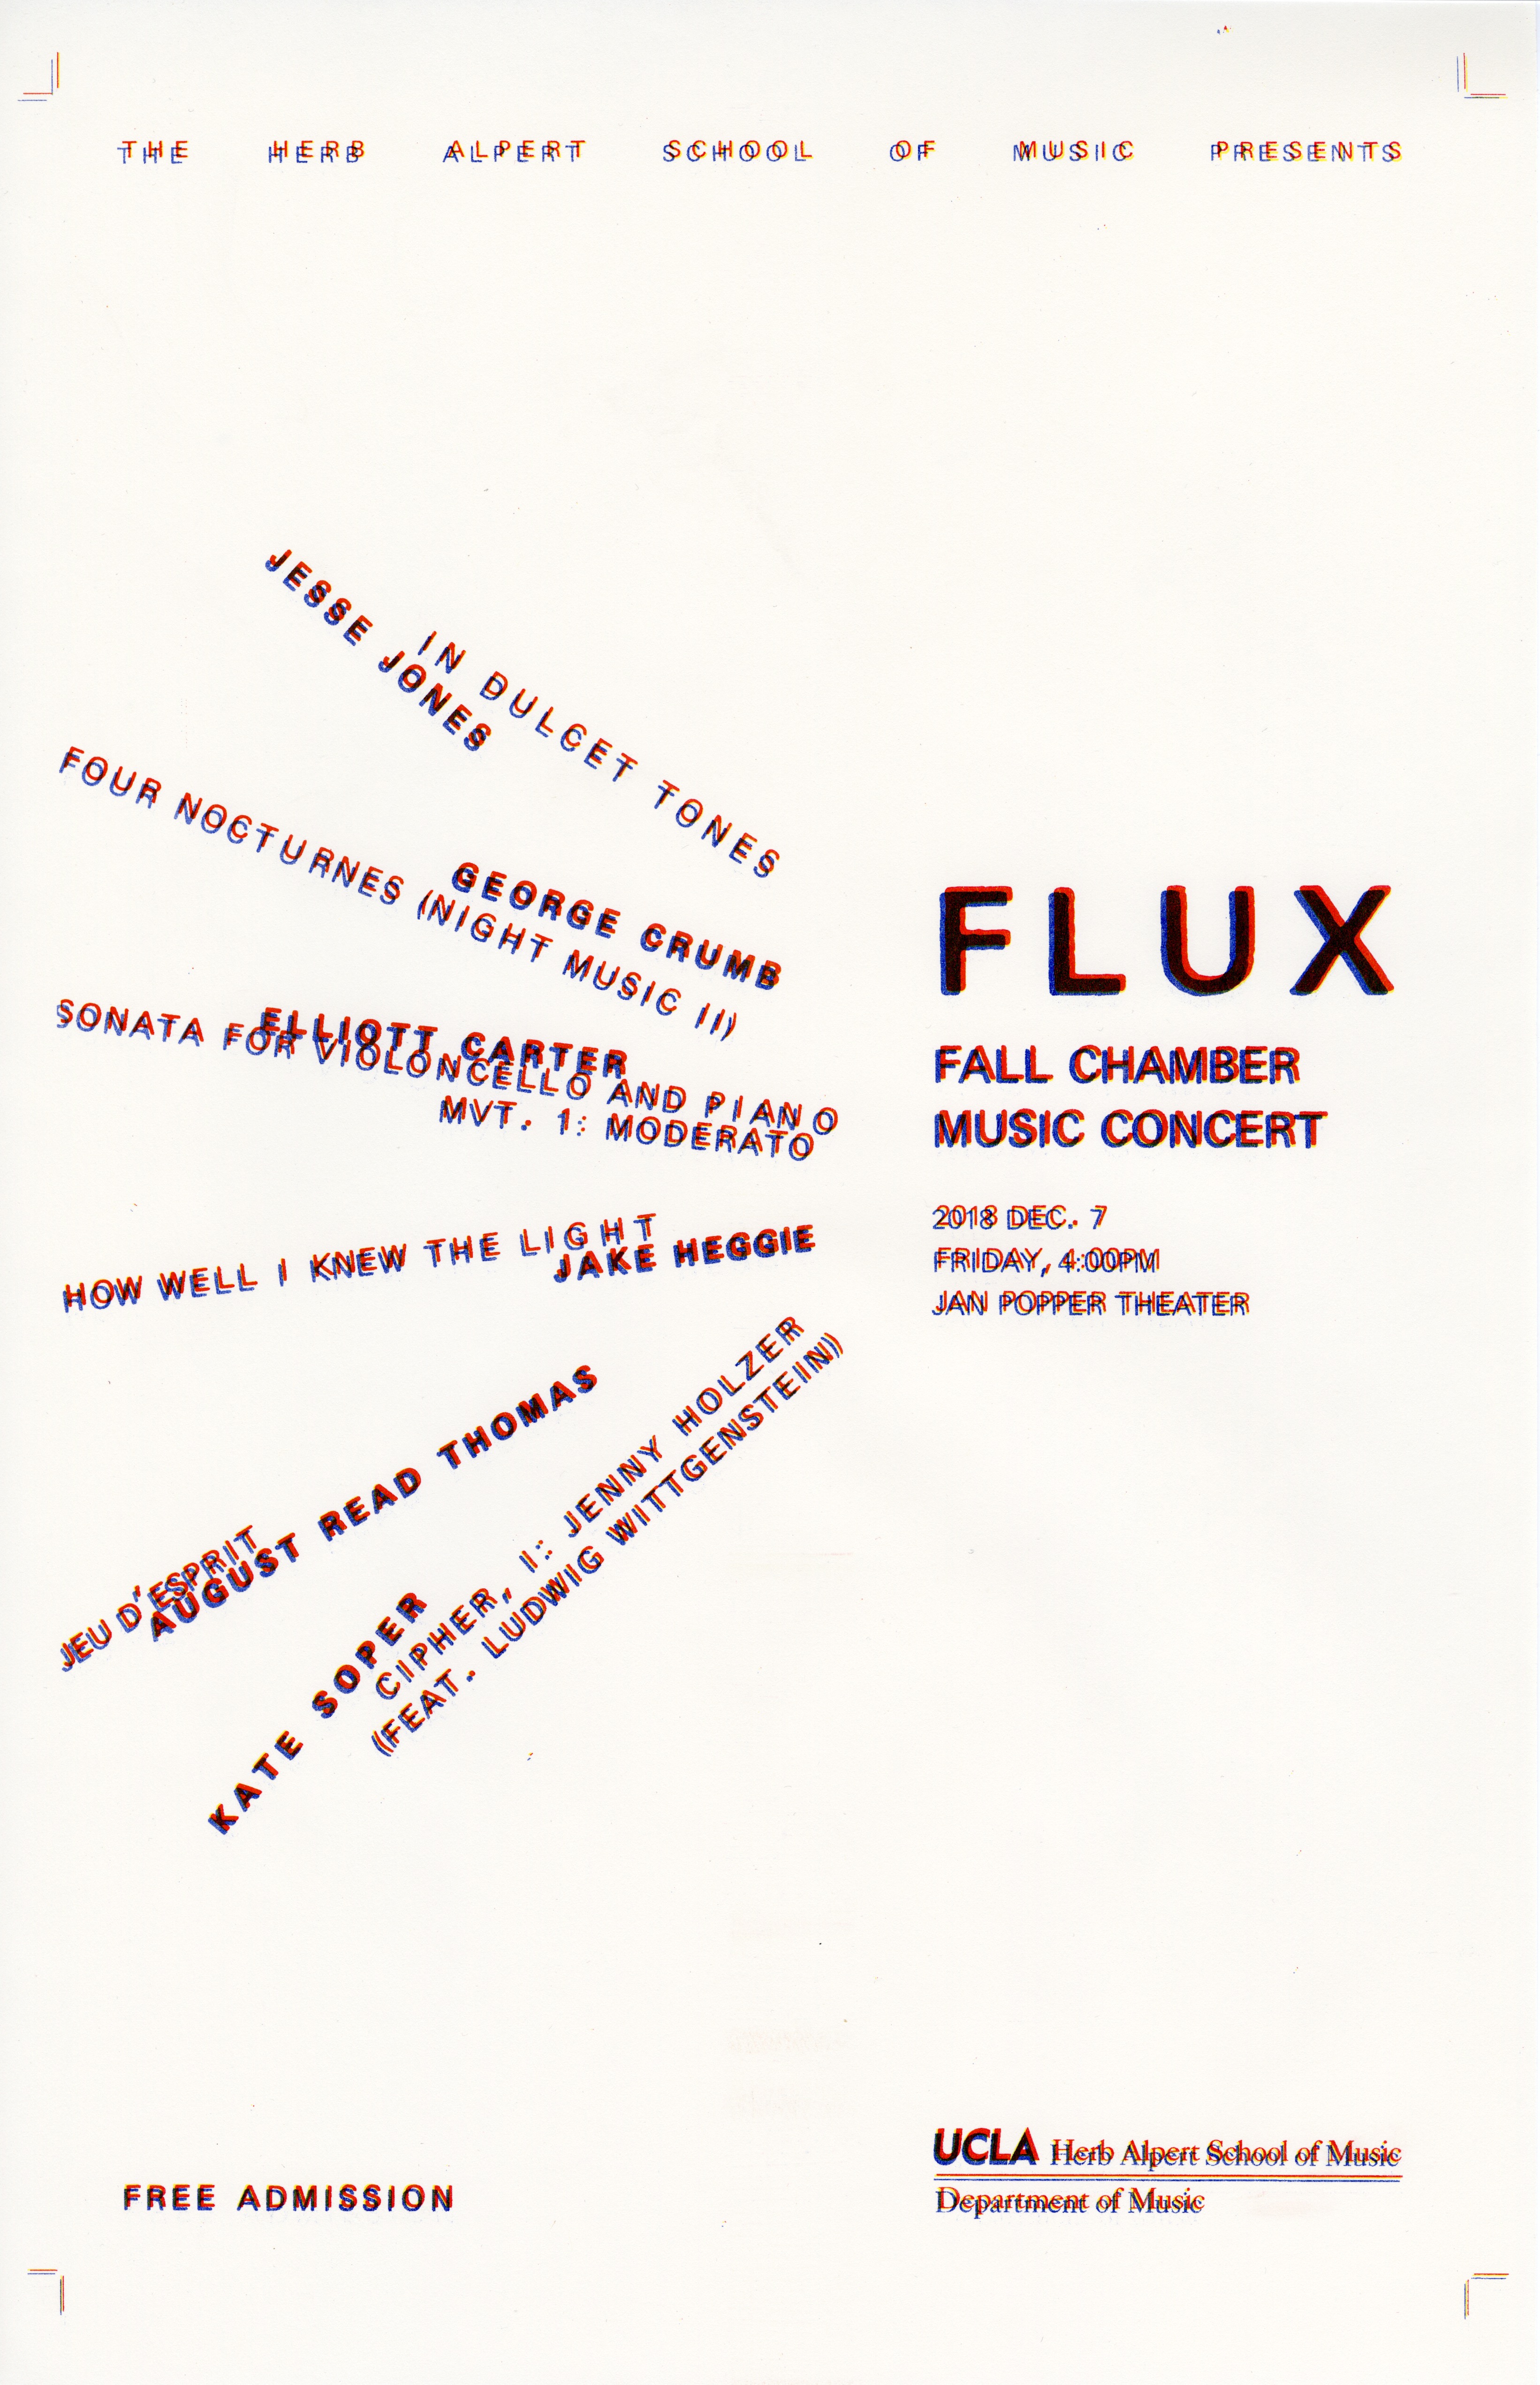 THE HERB ALPERT SCHOOL OF MUSIC PRESENTS
JESSE JONES
IN DULCET TONES
FOUR NOCTURNES (NIGHT MUSIC II)
GEORGE CRUMB
ELLIOTT CARTER
SONATA FOR VIOLONCELLO AND PIANO
MVT. 1: MODERATO
HOW WELL I KNEW THE LIGHT
JAKE HEGGIE
JEU D'ESPRIT
AUGUST READ THOMAS
KATE SOPER
CIPHER, I: JENNY HOLZER
(FEAT. LUDWIG WITTGENSTEIN)
FLUX
FALL CHAMBER
MUSIC CONCERT
2018 DEC. 7
FRIDAY, 4:00PM
JAN POPPER THEATER
FREE ADMISSION
UCLA Herb Alpert School of Music
Department of Music